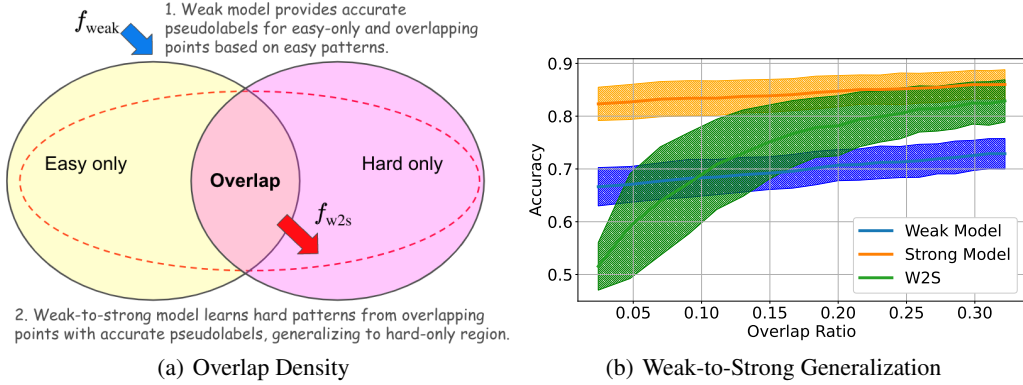 f_weak
1. Weak model provides accurate
pseudolabels for easy-only and overlapping
points based on easy patterns.
Easy only
Overlap
Hard only
f_w2s
2. Weak-to-strong model learns hard patterns from overlapping
points with accurate pseudolabels, generalizing to hard-only region.
(a) Overlap Density
Accuracy
0.9
0.8
0.7
0.6
0.5
Weak Model
Strong Model
W2S
0.05 0.10 0.15 0.20 0.25 0.30
Overlap Ratio
(b) Weak-to-Strong Generalization